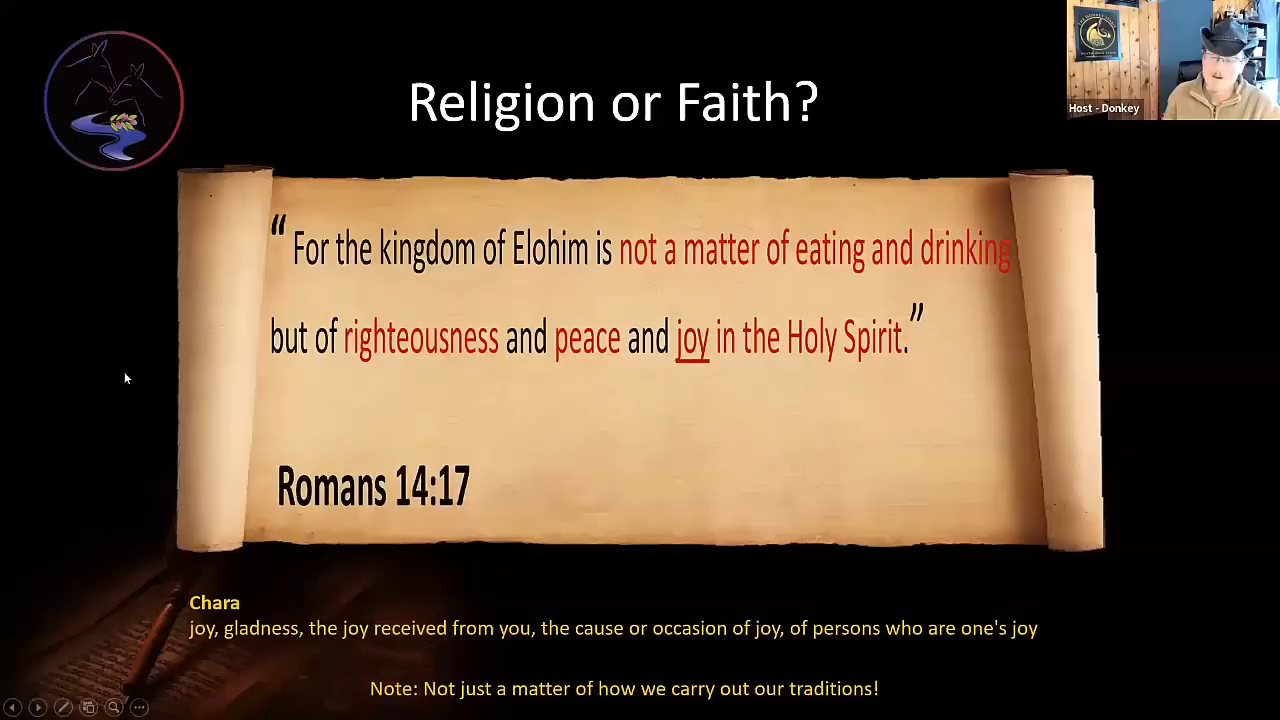 Religion or Faith?
Host - Donkey
“ For the kingdom of Elohim is not a matter of eating and drinking
but of righteousness and peace and joy in the Holy Spirit.”
Romans 14:17
Chara
joy, gladness, the joy received from you, the cause or occasion of joy, of persons who are one's joy
Note: Not just a matter of how we carry out our traditions!